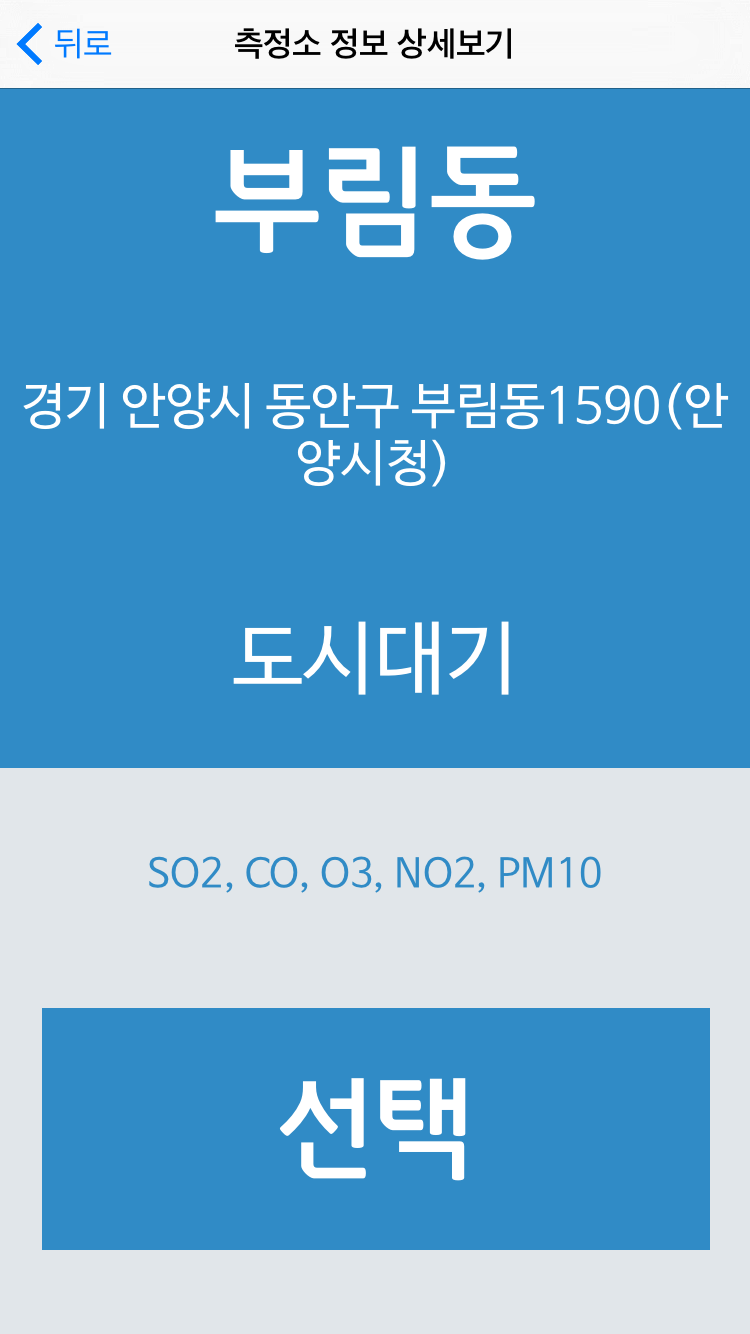 뒤로
측정소 정보 상세보기
부림동
경기 안양시 동안구 부림동1590(안
양시청)
도시대기
SO2, CO, O3, NO2, PM10
선택